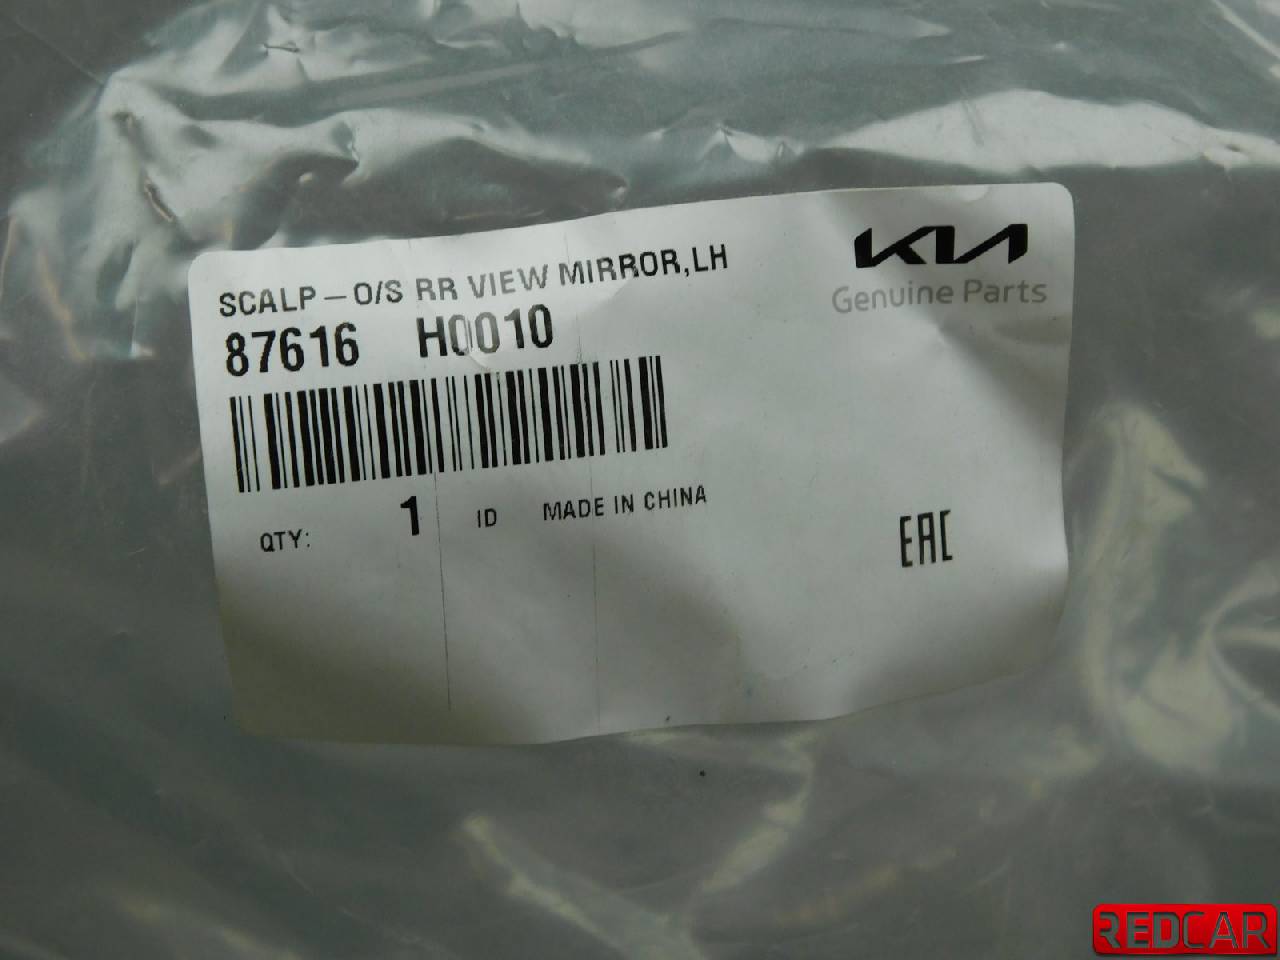 SCALP-O/S RR VIEW MIRROR,LH
87616 H0010
KIA
Genuine Parts
QTY: 1 ID MADE IN CHINA
EAC
REDCAR